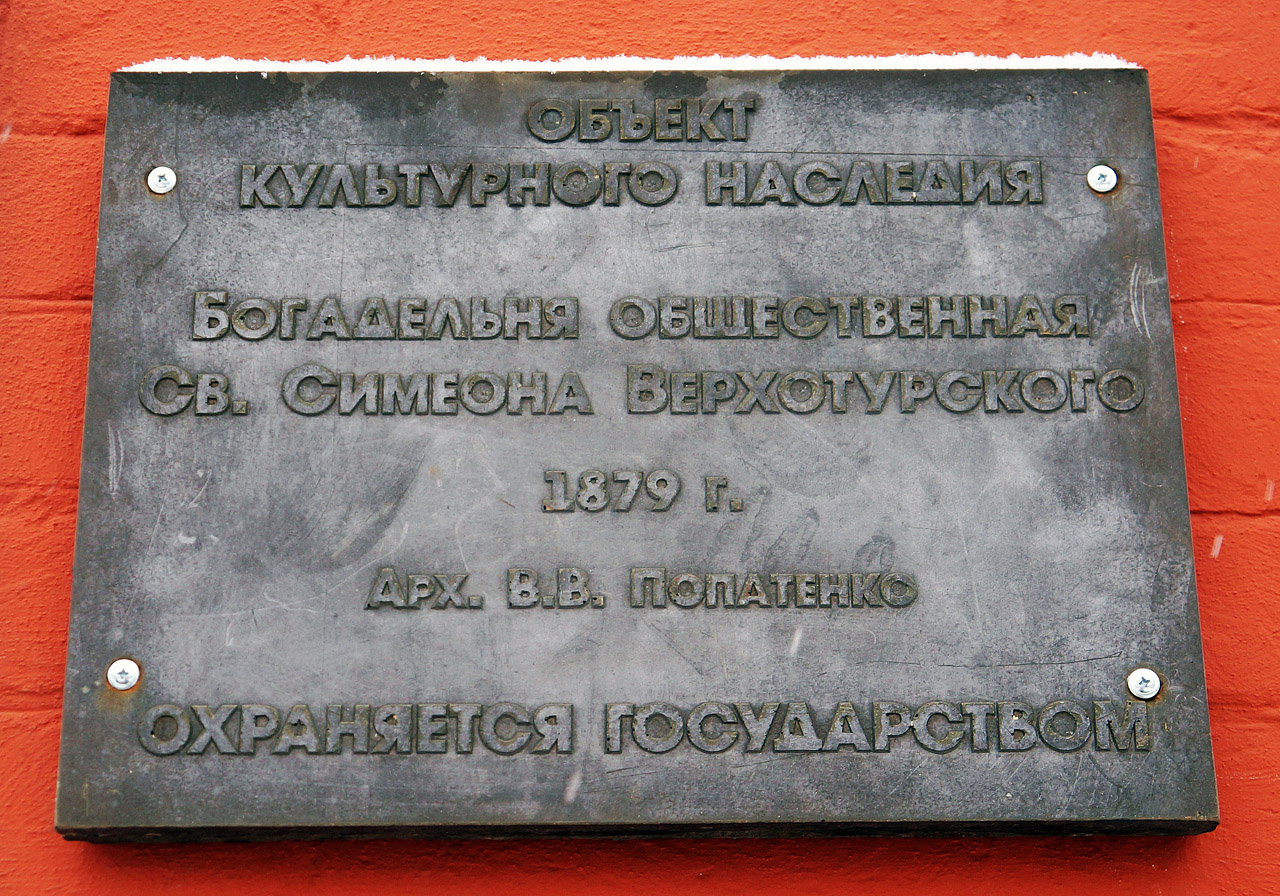 ОБЪЕКТ
КУЛЬТУРНОГО НАСЛЕДИЯ
БОГАДЕЛЬНЯ ОБЩЕСТВЕННАЯ
СВ. СИМЕОНА ВЕРХОТУРСКОГО
1879 г.
АРХ. В.В. ПОПАТЕНКО
ОХРАНЯЕТСЯ ГОСУДАРСТВОМ